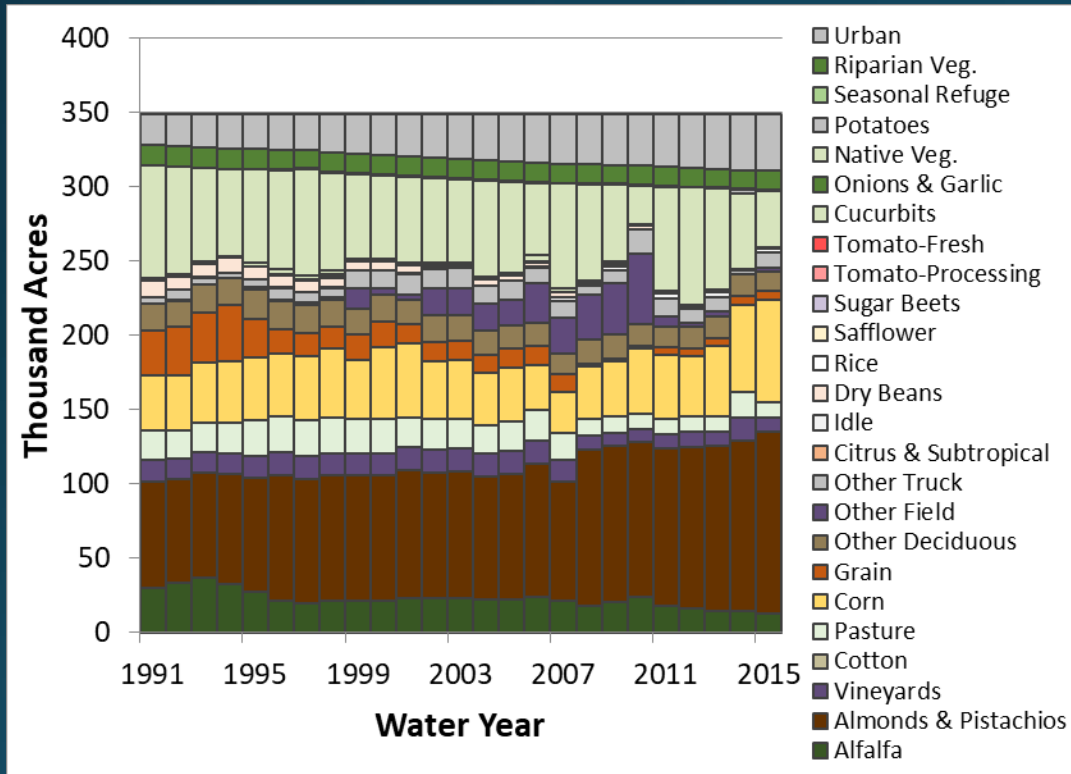 400
350
300
250
200
150
100
50
0
Thousand Acres
1991 1995 1999 2003 2007 2011 2015
Water Year
Urban
Riparian Veg.
Seasonal Refuge
Potatoes
Native Veg.
Onions & Garlic
Cucurbits
Tomato-Fresh
Tomato-Processing
Sugar Beets
Safflower
Rice
Dry Beans
Idle
Citrus & Subtropical
Other Truck
Other Field
Other Deciduous
Grain
Corn
Pasture
Cotton
Vineyards
Almonds & Pistachios
Alfalfa